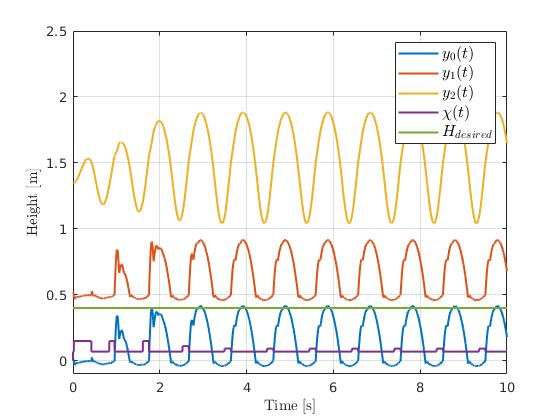 2.5
2
1.5
1
0.5
0
0 2 4 6 8 10
Height [m]
Time [s]
y₀(t)
y₁(t)
y₂(t)
χ(t)
H_desired